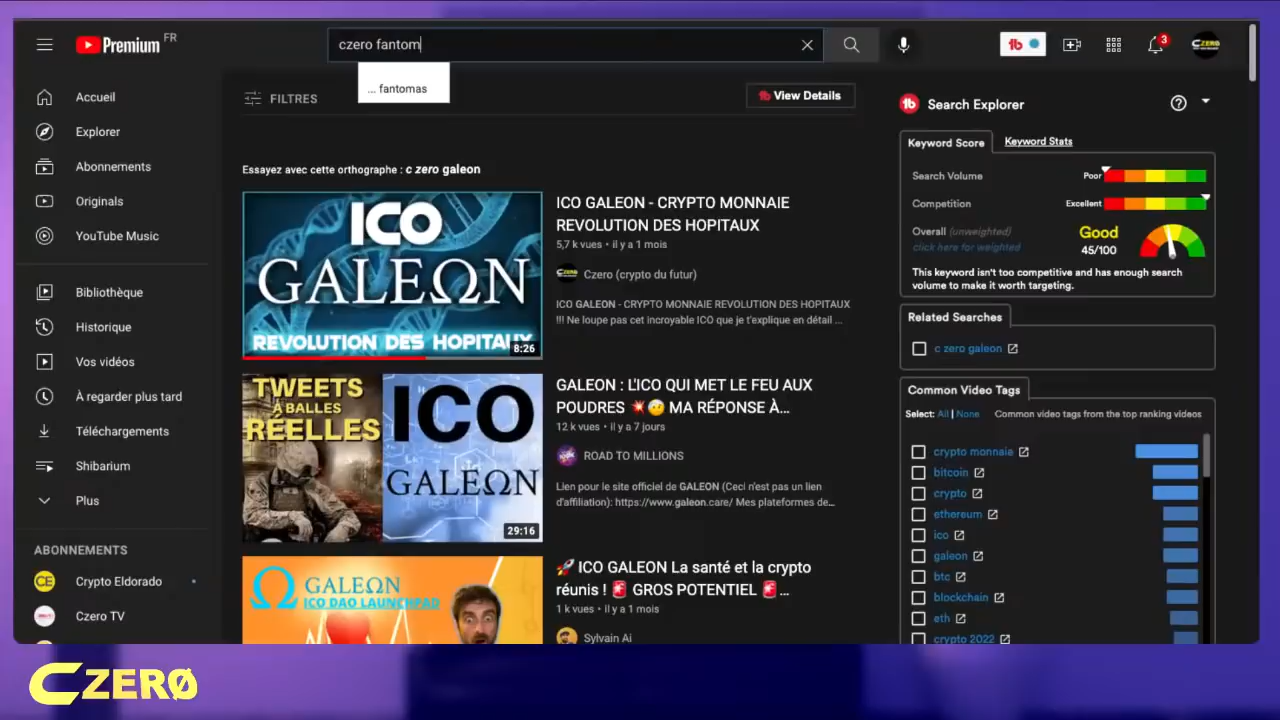 Premium FR
czero fantom
3
... fantomas
Accueil
Explorer
Abonnements
Originals
YouTube Music
Bibliothèque
Historique
Vos vidéos
À regarder plus tard
Téléchargements
Shibarium
Plus
ABONNEMENTS
Crypto Eldorado
Czero TV
FILTRES
View Details
Essayez avec cette orthographe : c zero galeon
ICO
GALEΩN
REVOLUTION DES HOPITAUX
8:26
ICO GALEON - CRYPTO MONNAIE
REVOLUTION DES HOPITAUX
5,7 k vues • il y a 1 mois
Czero (crypto du futur)
ICO GALEON - CRYPTO MONNAIE REVOLUTION DES HOPITAUX
!!! Ne loupe pas cet incroyable ICO que je t'explique en détail ...
TWEETS
À BALLES
RÉELLES
ICO
GALEΩN
29:16
GALEON : L'ICO QUI MET LE FEU AUX
POUDRES 💥🤕 MA RÉPONSE À...
12 k vues • il y a 7 jours
ROAD TO MILLIONS
Lien pour le site officiel de GALEON (Ceci n'est pas un lien
d'affiliation): https://www.galeon.care/ Mes plateformes de...
GALEΩN
ICO DAO LAUNCHPAD
🚀 ICO GALEON La santé et la crypto
réunis ! 🚨 GROS POTENTIEL 🚨...
1 k vues • il y a 1 mois
Sylvain Ai
Search Explorer
Keyword Score
Keyword Stats
Search Volume Poor
Competition Excellent
Overall (unweighted) Good
click here for weighted 45/100
This keyword isn't too competitive and has enough search
volume to make it worth targeting.
Related Searches
c zero galeon
Common Video Tags
Select: All | None Common video tags from the top ranking videos
crypto monnaie
bitcoin
crypto
ethereum
ico
galeon
btc
blockchain
eth
crypto 2022
CZERØ